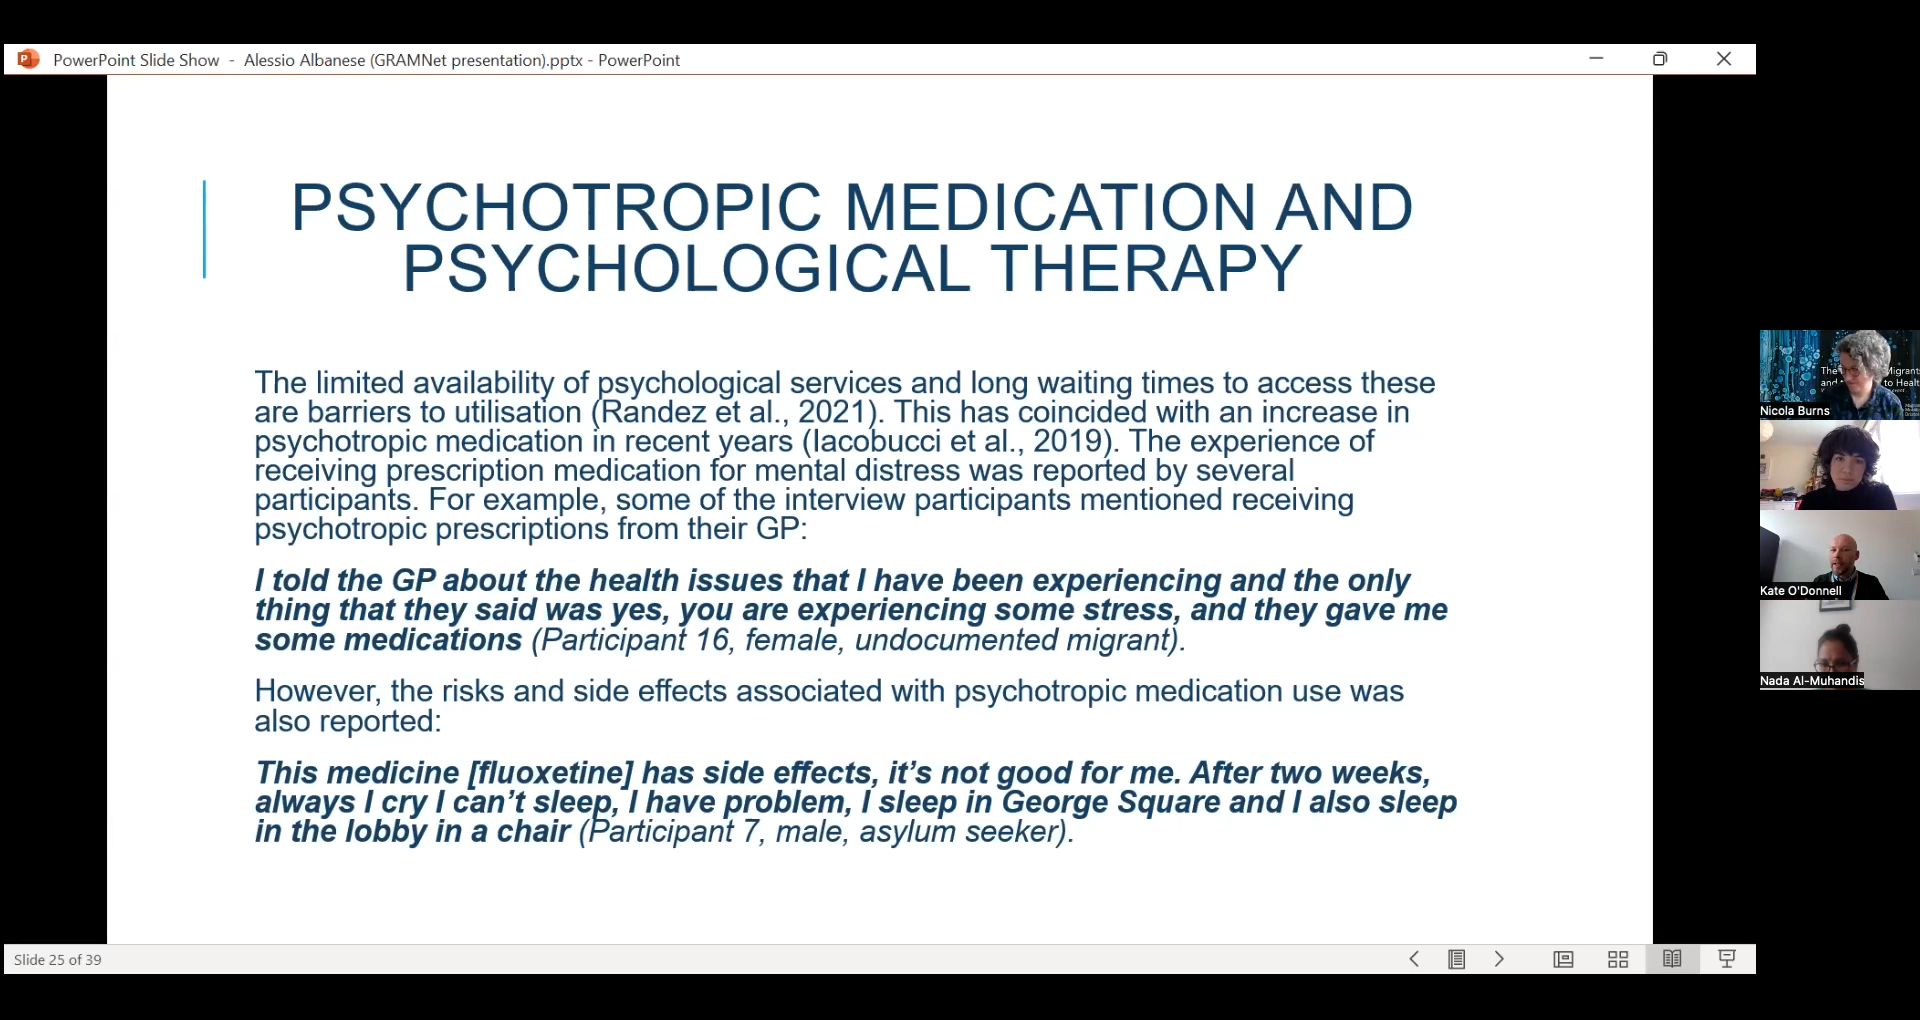 PowerPoint Slide Show - Alessio Albanese (GRAMNet presentation).pptx - PowerPoint
PSYCHOTROPIC MEDICATION AND
PSYCHOLOGICAL THERAPY
The limited availability of psychological services and long waiting times to access these
are barriers to utilisation (Randez et al., 2021). This has coincided with an increase in
psychotropic medication in recent years (Iacobucci et al., 2019). The experience of
receiving prescription medication for mental distress was reported by several
participants. For example, some of the interview participants mentioned receiving
psychotropic prescriptions from their GP:
I told the GP about the health issues that I have been experiencing and the only
thing that they said was yes, you are experiencing some stress, and they gave me
some medications (Participant 16, female, undocumented migrant).
However, the risks and side effects associated with psychotropic medication use was
also reported:
This medicine [fluoxetine] has side effects, it's not good for me. After two weeks,
always I cry I can't sleep, I have problem, I sleep in George Square and I also sleep
in the lobby in a chair (Participant 7, male, asylum seeker).
Slide 25 of 39
The Migrants
and to Healt
Nicola Burns
Kate O'Donnell
Nada Al-Muhandis